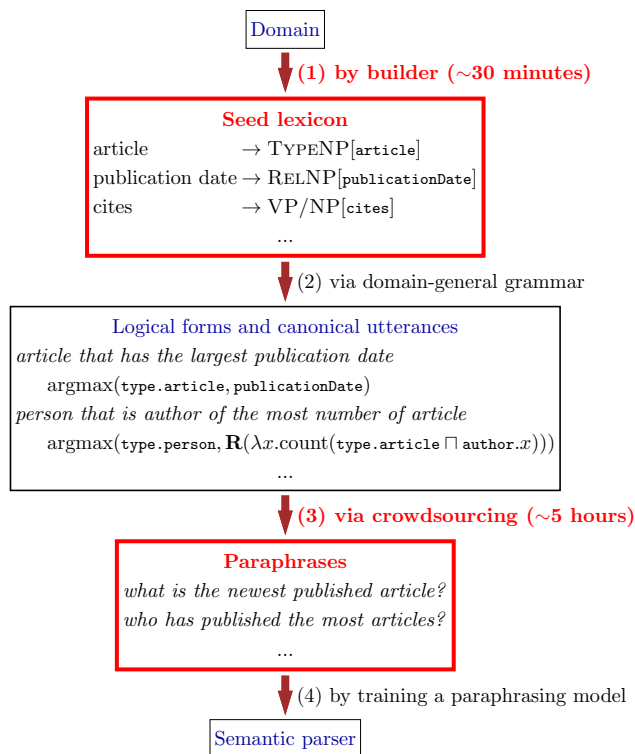 Domain
(1) by builder (∼30 minutes)
Seed lexicon
article → TYPENP[article]
publication date → RELNP[publicationDate]
cites → VP/NP[cites]
...
(2) via domain-general grammar
Logical forms and canonical utterances
article that has the largest publication date
argmax(type.article, publicationDate)
person that is author of the most number of article
argmax(type.person, R(λx.count(type.article ⊓ author.x)))
...
(3) via crowdsourcing (∼5 hours)
Paraphrases
what is the newest published article?
who has published the most articles?
...
(4) by training a paraphrasing model
Semantic parser